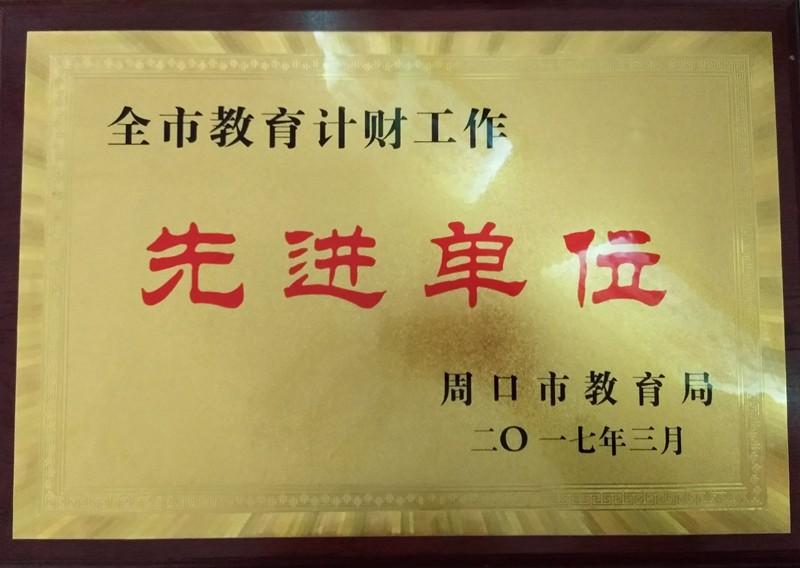 全市教育计财工作
先进单位
周口市教育局
二〇一七年三月